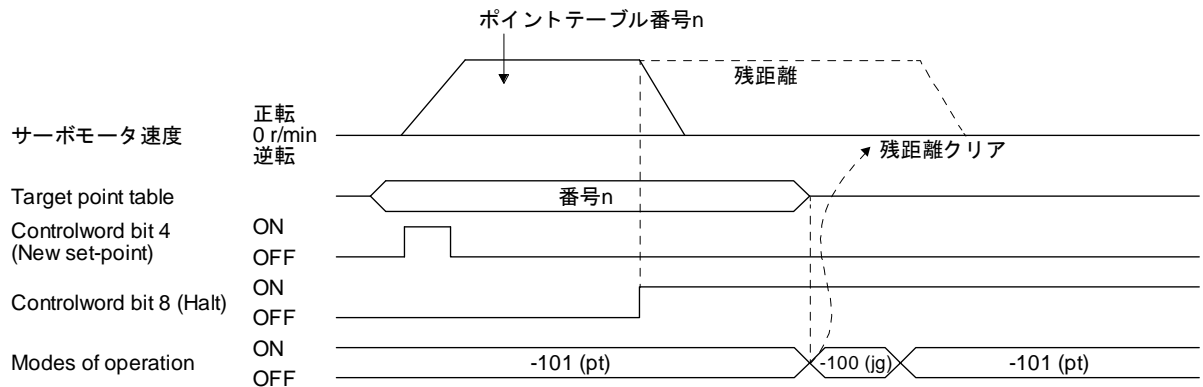 ポイントテーブル番号n
残距離
サーボモータ速度
正転
0 r/min
逆転
残距離クリア
Target point table
番号n
Controlword bit 4
(New set-point)
ON
OFF
Controlword bit 8 (Halt)
ON
OFF
Modes of operation
ON
OFF
-101 (pt)
-100 (jg)
-101 (pt)